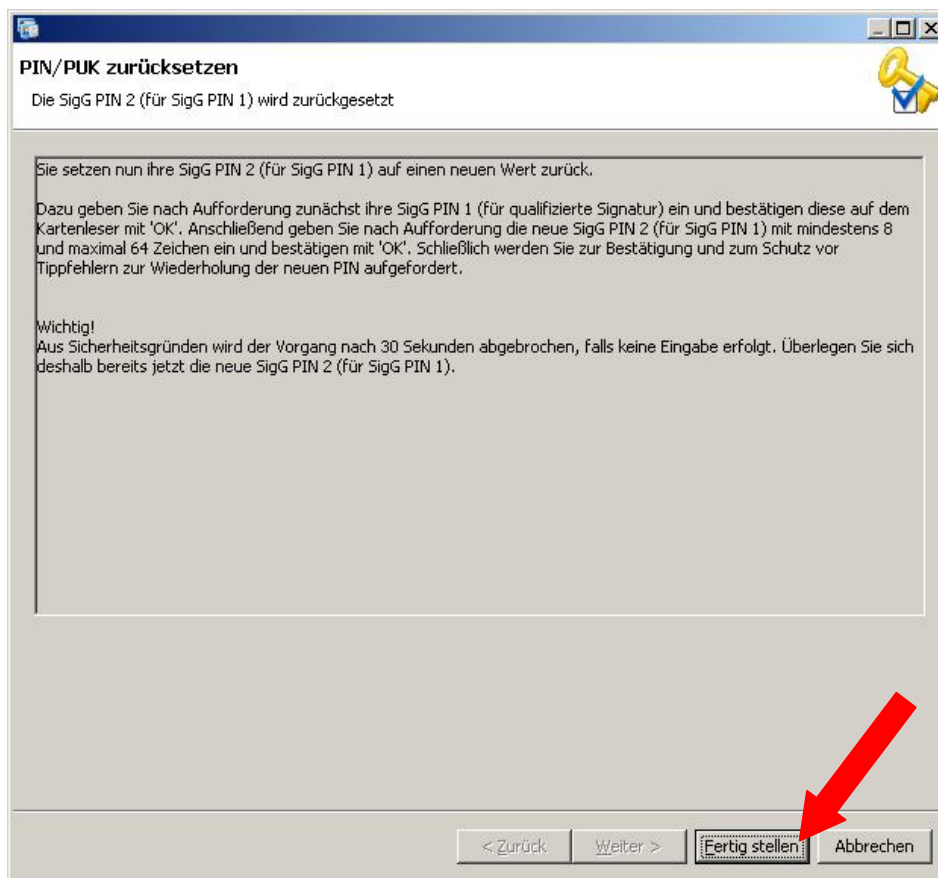 PIN/PUK zurücksetzen
Die SigG PIN 2 (für SigG PIN 1) wird zurückgesetzt
Sie setzen nun ihre SigG PIN 2 (für SigG PIN 1) auf einen neuen Wert zurück.
Dazu geben Sie nach Aufforderung zunächst ihre SigG PIN 1 (für qualifizierte Signatur) ein und bestätigen diese auf dem
Kartenleser mit 'OK'. Anschließend geben Sie nach Aufforderung die neue SigG PIN 2 (für SigG PIN 1) mit mindestens 8
und maximal 64 Zeichen ein und bestätigen mit 'OK'. Schließlich werden Sie zur Bestätigung und zum Schutz vor
Tippfehlern zur Wiederholung der neuen PIN aufgefordert.
Wichtig!
Aus Sicherheitsgründen wird der Vorgang nach 30 Sekunden abgebrochen, falls keine Eingabe erfolgt. Überlegen Sie sich
deshalb bereits jetzt die neue SigG PIN 2 (für SigG PIN 1).
< Zurück Weiter > Fertig stellen Abbrechen